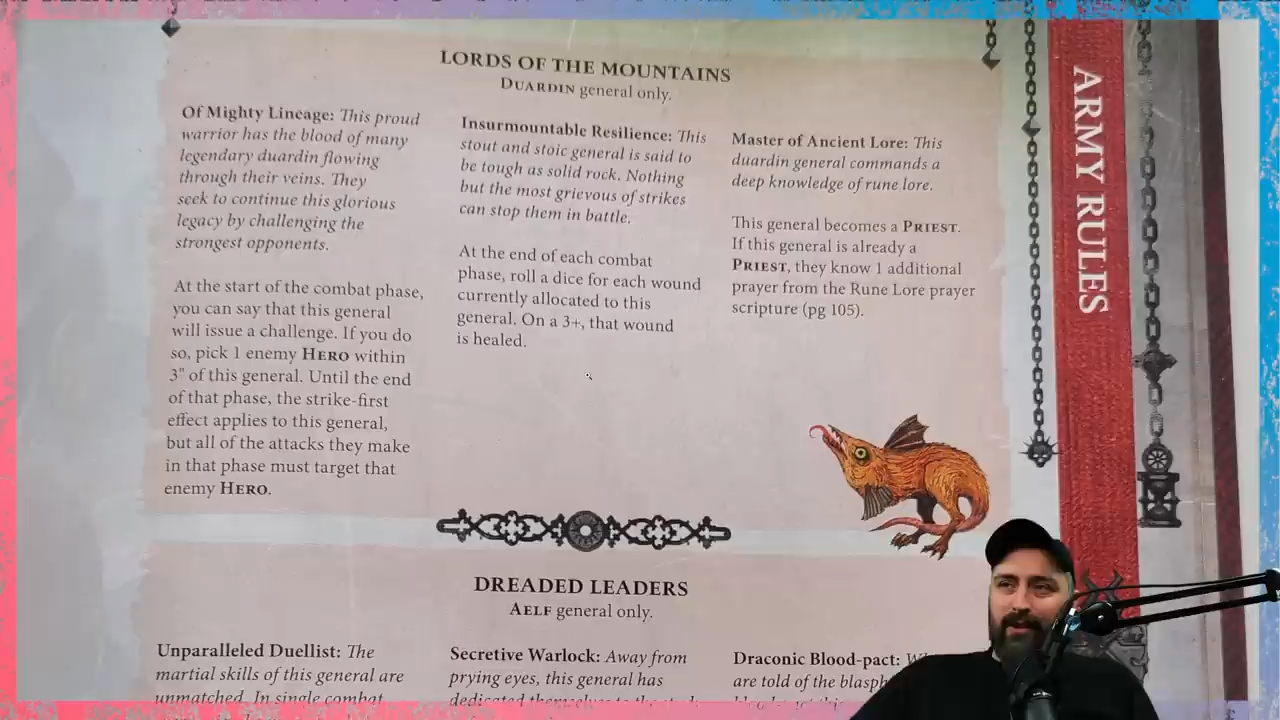 LORDS OF THE MOUNTAINS
DUARDIN general only.
Of Mighty Lineage: This proud
warrior has the blood of many
legendary duardin flowing
through their veins. They
seek to continue this glorious
legacy by challenging the
strongest opponents.
At the start of the combat phase,
you can say that this general
will issue a challenge. If you do
so, pick 1 enemy HERO within
3" of this general. Until the end
of that phase, the strike-first
effect applies to this general,
but all of the attacks they make
in that phase must target that
enemy HERO.
Insurmountable Resilience: This
stout and stoic general is said to
be tough as solid rock. Nothing
but the most grievous of strikes
can stop them in battle.
At the end of each combat
phase, roll a dice for each wound
currently allocated to this
general. On a 3+, that wound
is healed.
Master of Ancient Lore: This
duardin general commands a
deep knowledge of rune lore.
This general becomes a PRIEST.
If this general is already a
PRIEST, they know 1 additional
prayer from the Rune Lore prayer
scripture (pg 105).
ARMY RULES
DREADED LEADERS
AELF general only.
Unparalleled Duellist: The
martial skills of this general are
unmatched. In single combat
Secretive Warlock: Away from
prying eyes, this general has
dedicated themselves to the
Draconic Blood-pact:
are told of the